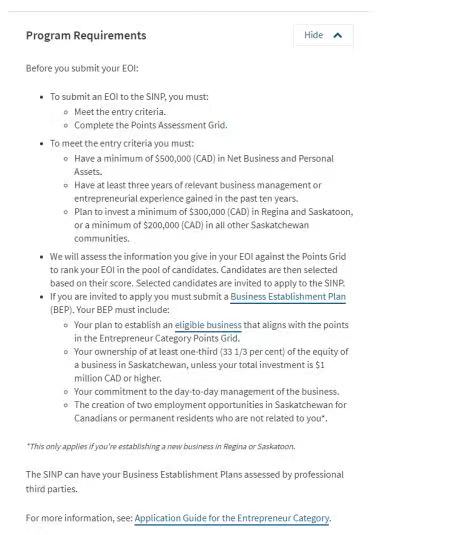 Program Requirements
Hide
Before you submit your EOI:
• To submit an EOI to the SINP, you must:
o Meet the entry criteria.
o Complete the Points Assessment Grid.
• To meet the entry criteria you must:
o Have a minimum of $500,000 (CAD) in Net Business and Personal
Assets.
o Have at least three years of relevant business management or
entrepreneurial experience gained in the past ten years.
o Plan to invest a minimum of $300,000 (CAD) in Regina and Saskatoon,
or a minimum of $200,000 (CAD) in all other Saskatchewan
communities.
• We will assess the information you give in your EOI against the Points Grid
to rank your EOI in the pool of candidates. Candidates are then selected
based on their score. Selected candidates are invited to apply to the SINP.
• If you are invited to apply you must submit a Business Establishment Plan
(BEP). Your BEP must include:
o Your plan to establish an eligible business that aligns with the points
in the Entrepreneur Category Points Grid.
o Your ownership of at least one-third (33 1/3 per cent) of the equity of
a business in Saskatchewan, unless your total investment is $1
million CAD or higher.
o Your commitment to the day-to-day management of the business.
o The creation of two employment opportunities in Saskatchewan for
Canadians or permanent residents who are not related to you*.
*This only applies if you're establishing a new business in Regina or Saskatoon.
The SINP can have your Business Establishment Plans assessed by professional
third parties.
For more information, see: Application Guide for the Entrepreneur Category.